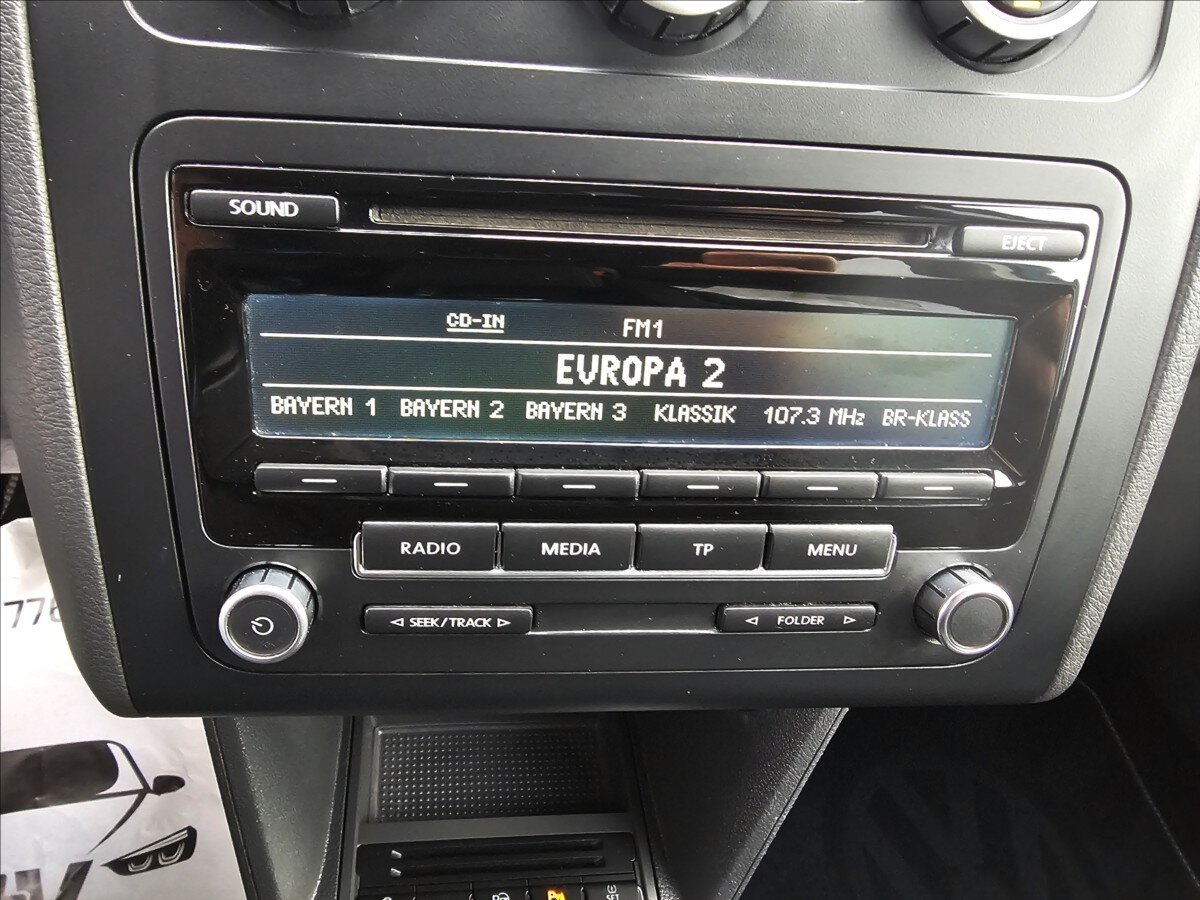 SOUND
EJECT
CD-IN FM1
EVROPA 2
BAYERN 1 BAYERN 2 BAYERN 3 KLASSIK 107.3 MHz BR-KLASS
RADIO MEDIA TP MENU
SEEK/TRACK FOLDER
776